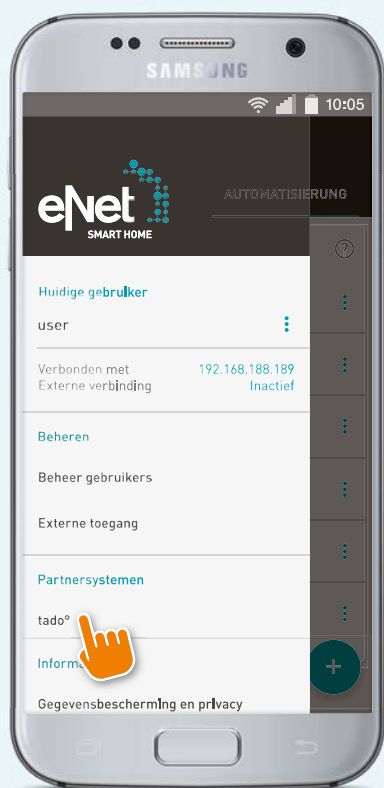 SAMSUNG
10:05
eNet
SMART HOME
AUTOMATISIERUNG
Huidige gebruiker
user
Verbonden met 192.168.188.189
Externe verbinding Inactief
Beheren
Beheer gebruikers
Externe toegang
Partnersystemen
tado°
Inform
Gegevensbescherming en privacy